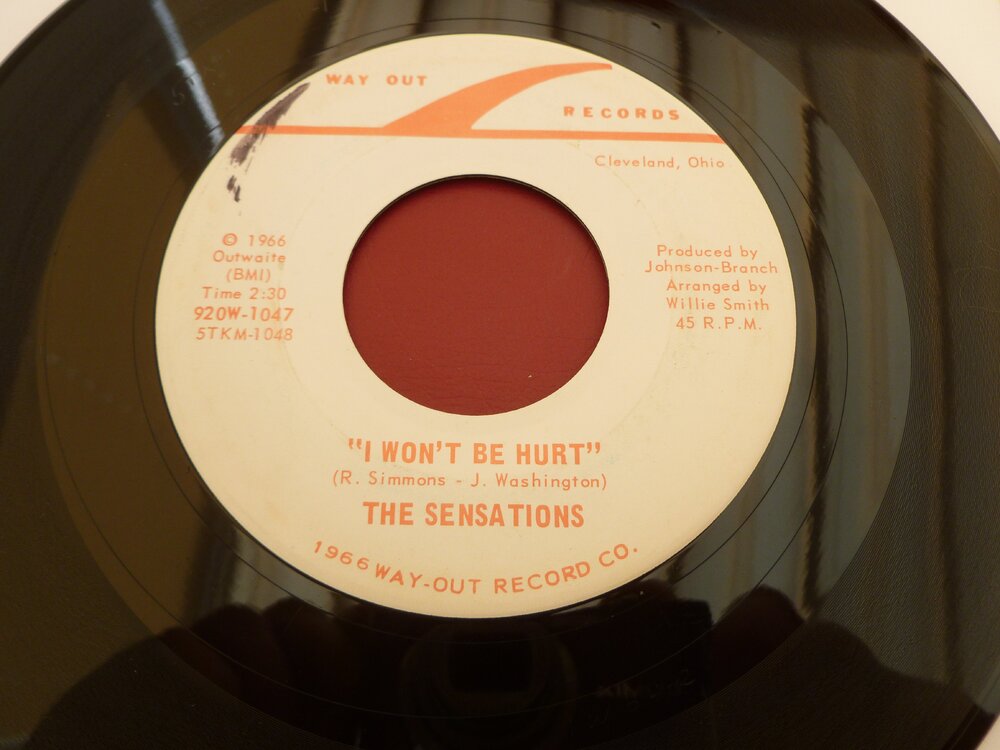 WAY OUT
RECORDS
Cleveland, Ohio
© 1966
Outwaite
(BMI)
Time 2:30
920W-1047
5TKM-1048
Produced by
Johnson-Branch
Arranged by
Willie Smith
45 R.P.M.
"I WON'T BE HURT"
(R. Simmons - J. Washington)
THE SENSATIONS
1966 WAY-OUT RECORD CO.